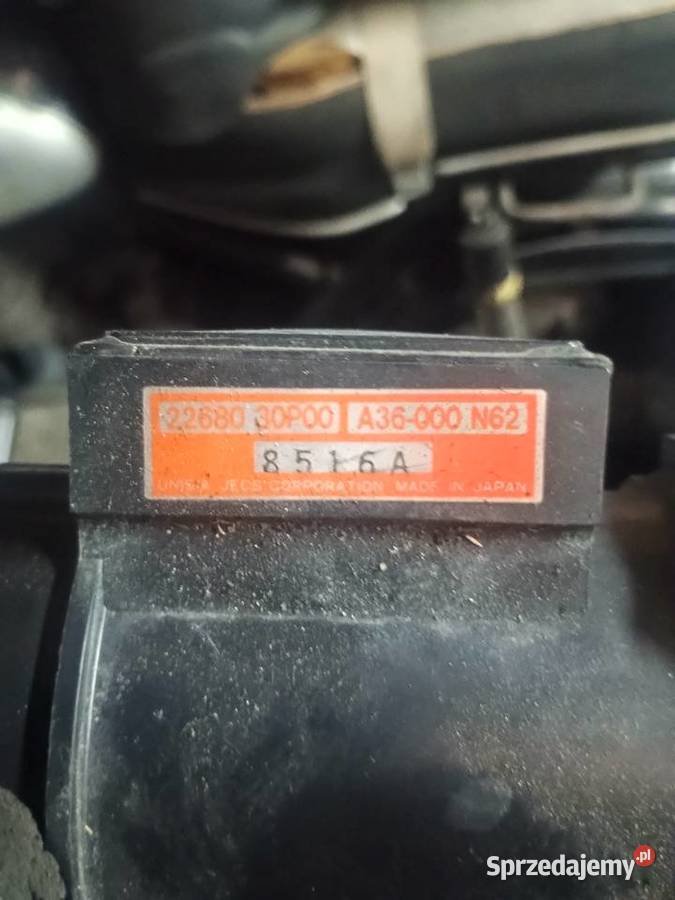 22680 30P00 A36-000 N62
8516A
UNISIA JECS CORPORATION MADE IN JAPAN
Sprzedajemy.pl